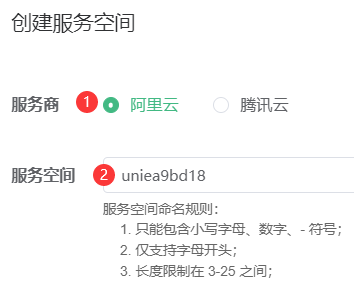 创建服务空间
服务商 1 阿里云 腾讯云
服务空间 2 uniea9bd18
服务空间命名规则：
1. 只能包含小写字母、数字、- 符号；
2. 仅支持字母开头；
3. 长度限制在 3-25 之间；